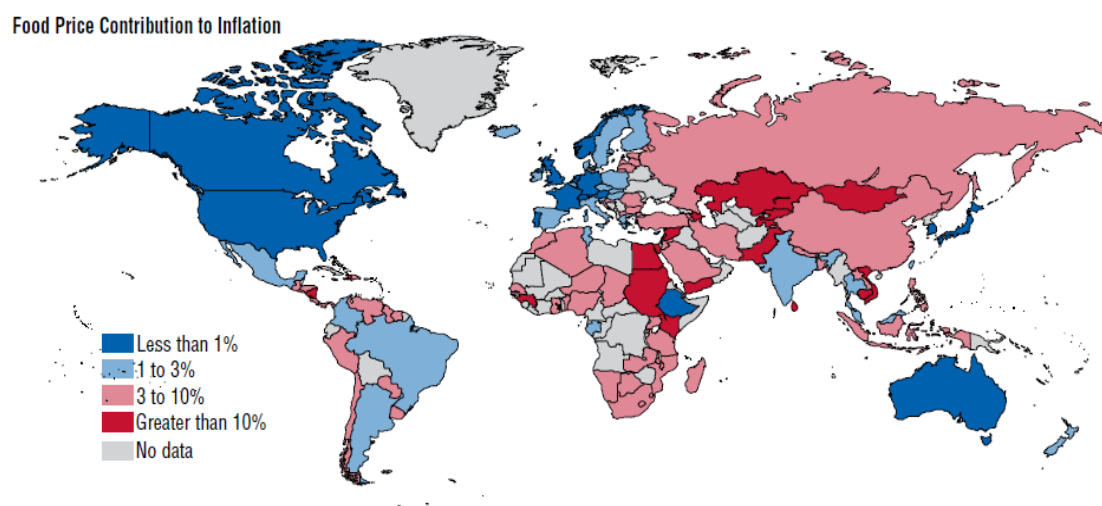 Food Price Contribution to Inflation
Less than 1%
1 to 3%
3 to 10%
Greater than 10%
No data